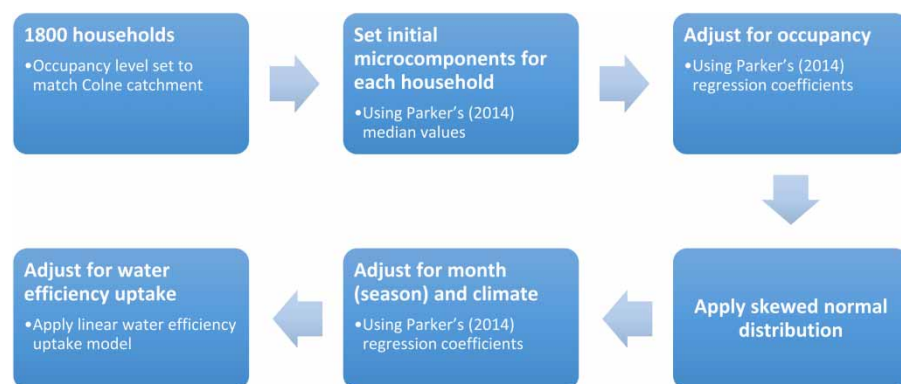 1800 households
•Occupancy level set to
match Colne catchment
Set initial
microcomponents for
each household
•Using Parker's (2014)
median values
Adjust for occupancy
•Using Parker's (2014)
regression coefficients
Apply skewed normal
distribution
Adjust for month
(season) and climate
•Using Parker's (2014)
regression coefficients
Adjust for water
efficiency uptake
•Apply linear water efficiency
uptake model